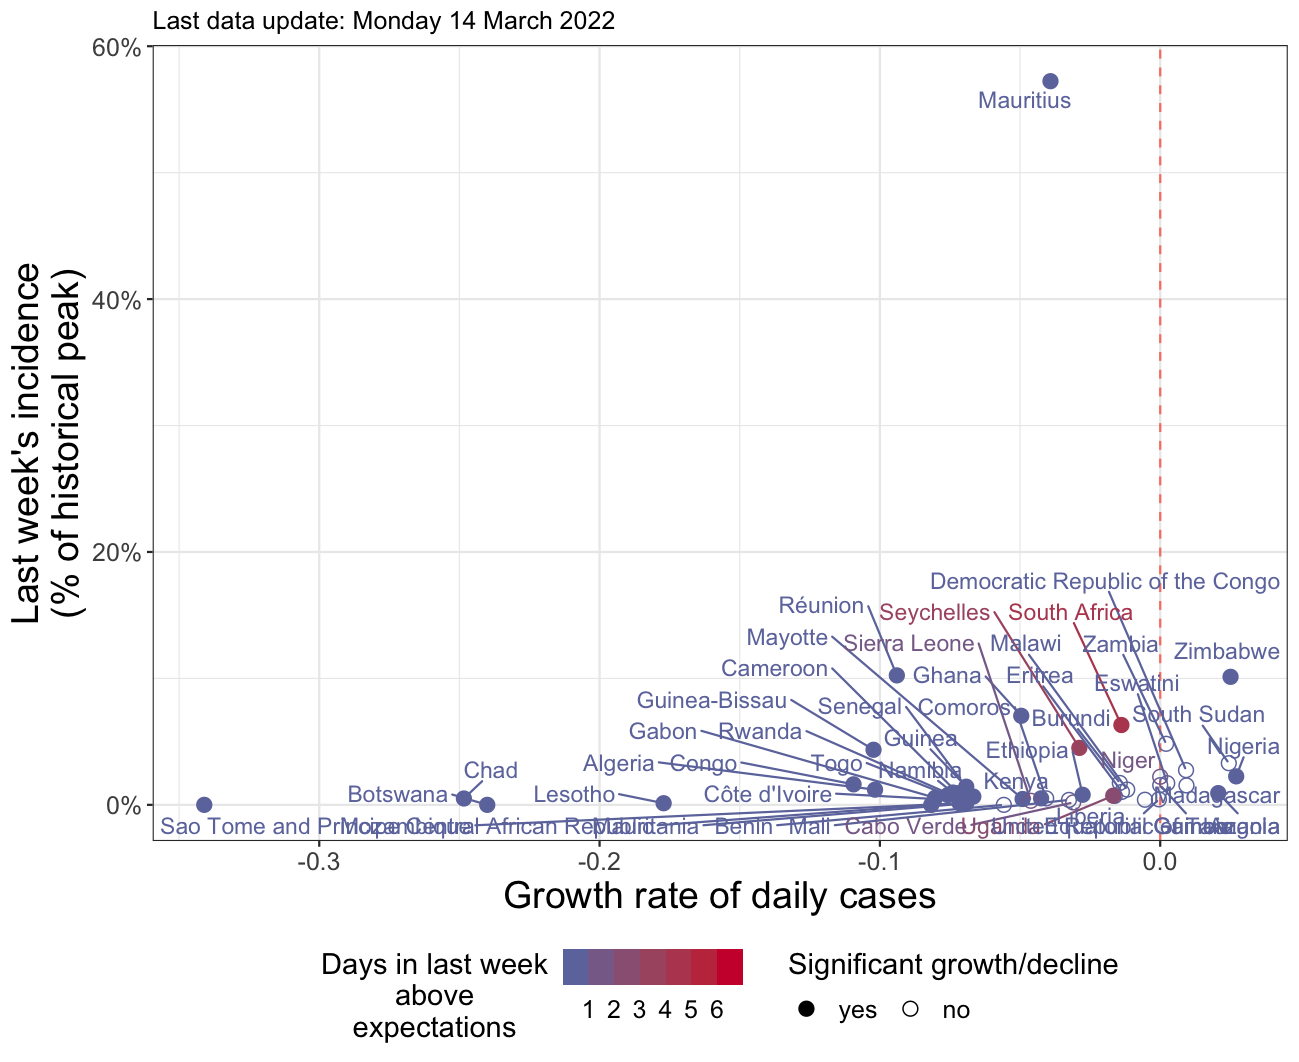 Last data update: Monday 14 March 2022
60%
Mauritius
Last week's incidence
(% of historical peak)
40%
20%
Democratic Republic of the Congo
Réunion
Seychelles
South Africa
Mayotte
Sierra Leone
Malawi
Zambia
Zimbabwe
Cameroon
Ghana
Eritrea
Eswatini
Guinea-Bissau
Senegal
Comoros
Burundi
South Sudan
Gabon
Rwanda
Guinea
Ethiopia
Nigeria
Algeria
Congo
Togo
Namibia
Niger
Chad
Kenya
Botswana
Lesotho
Côte d'Ivoire
Madagascar
0%
Liberia
Sao Tome and Principe
Mozambique
Central African Republic
Mauritania
Benin
Mali
Cabo Verde
Uganda
Angola
-0.3
-0.2
-0.1
0.0
Growth rate of daily cases
Days in last week
above
expectations
1 2 3 4 5 6
Significant growth/decline
yes
no